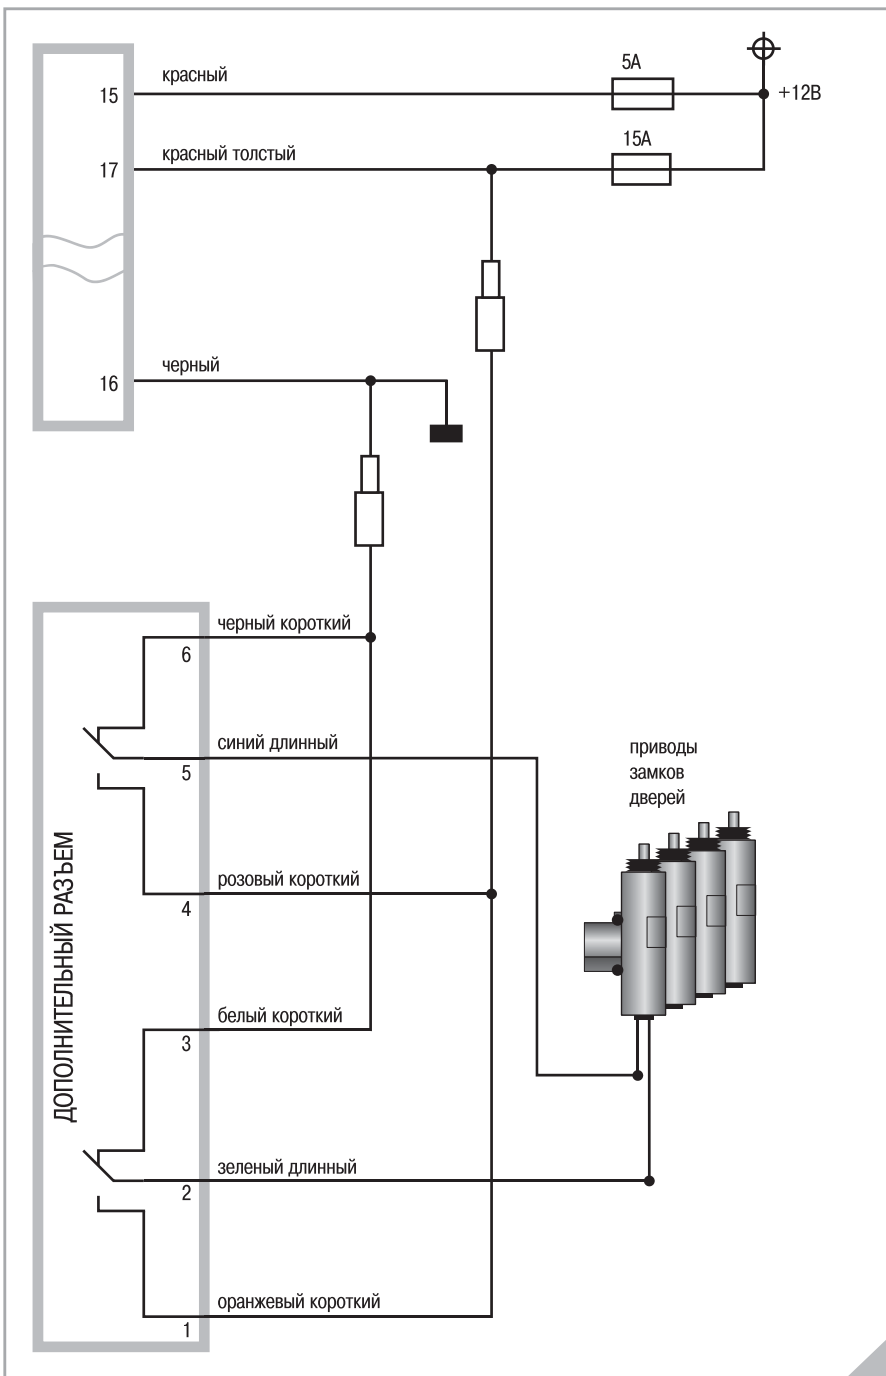 красный
5А
15
+12В
красный толстый
15А
17
черный
16
черный короткий
6
синий длинный
5
приводы
замков
дверей
розовый короткий
4
ДОПОЛНИТЕЛЬНЫЙ РАЗЪЕМ
белый короткий
3
зеленый длинный
2
оранжевый короткий
1